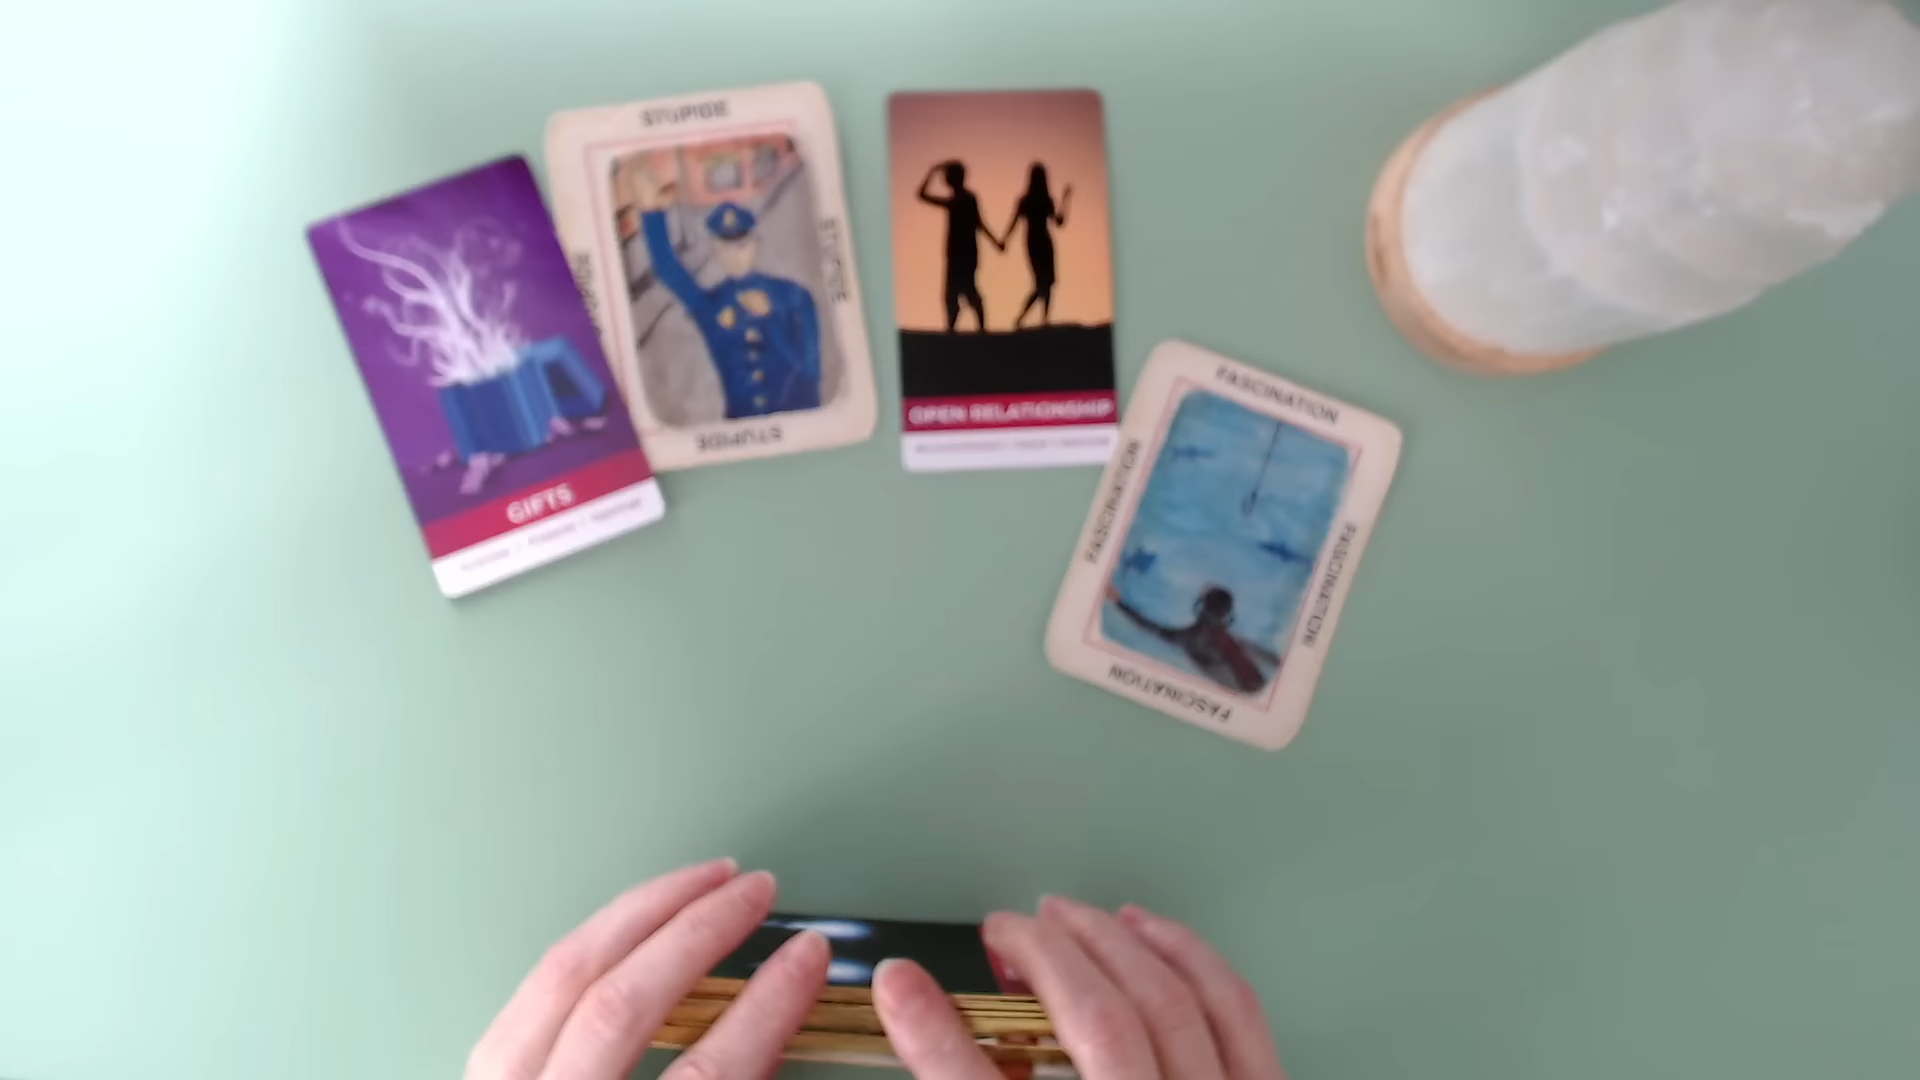 STUPIDE
STUPIDE
STUPIDE
GIFTS
OPEN RELATIONSHIP
FASCINATION
FASCINATION
FASCINATION
FASCINATION